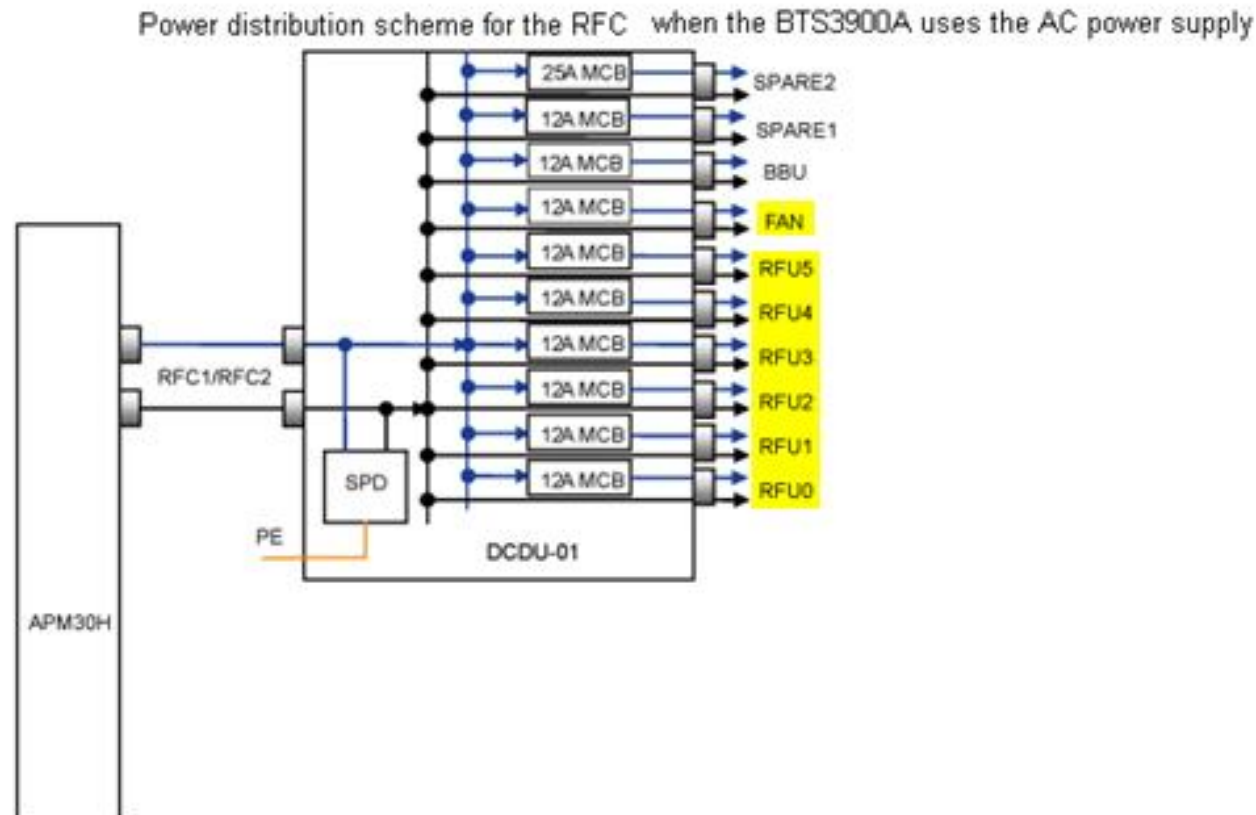 Power distribution scheme for the RFC when the BTS3900A uses the AC power supply
25A MCB
SPARE2
12A MCB
SPARE1
12A MCB
BBU
12A MCB
FAN
12A MCB
RFU5
12A MCB
RFU4
12A MCB
RFU3
RFC1/RFC2
12A MCB
RFU2
12A MCB
RFU1
12A MCB
RFU0
SPD
PE
DCDU-01
APM30H